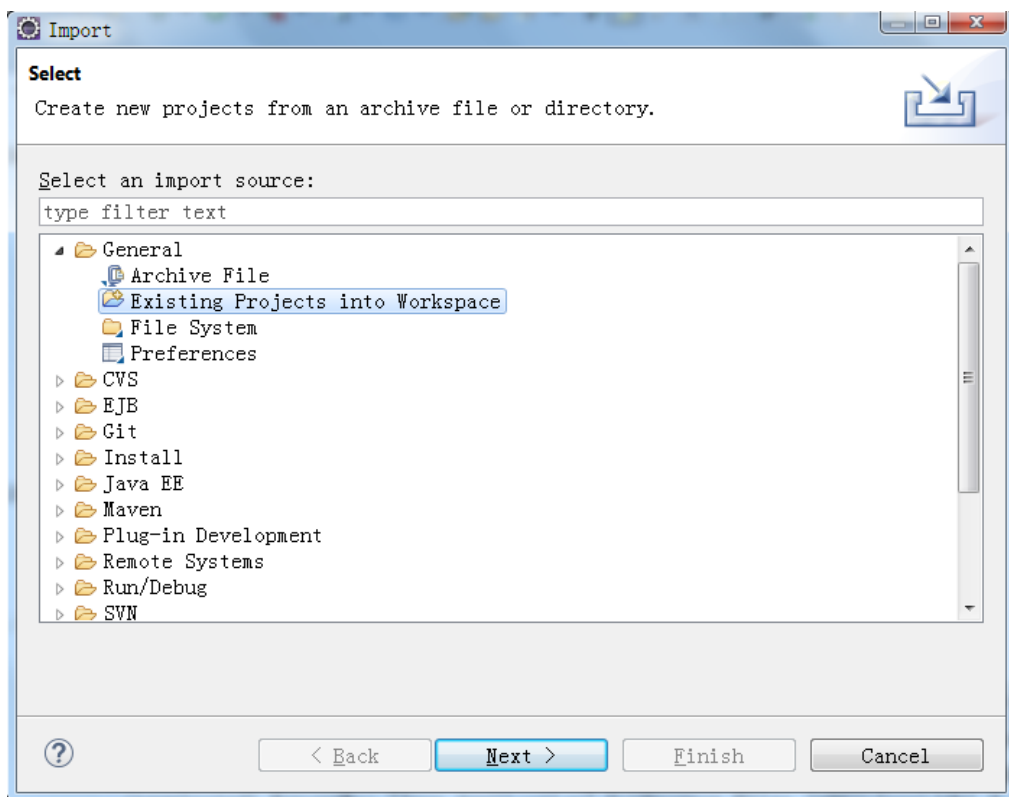 Import
Select
Create new projects from an archive file or directory.
Select an import source:
type filter text
General
Archive File
Existing Projects into Workspace
File System
Preferences
CVS
EJB
Git
Install
Java EE
Maven
Plug-in Development
Remote Systems
Run/Debug
SVN
? < Back Next > Finish Cancel